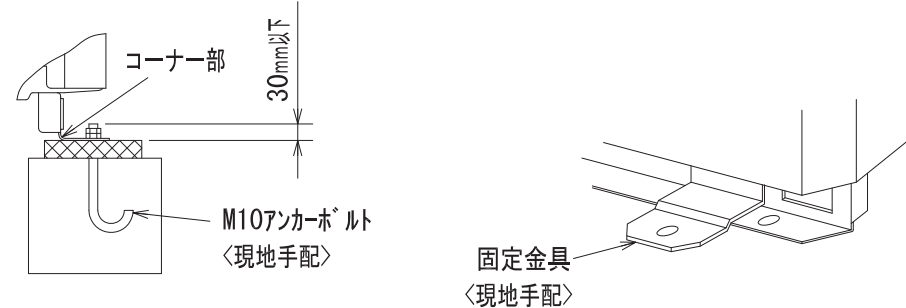 コーナー部
30mm以下
M10アンカーボルト
〈現地手配〉
固定金具
〈現地手配〉